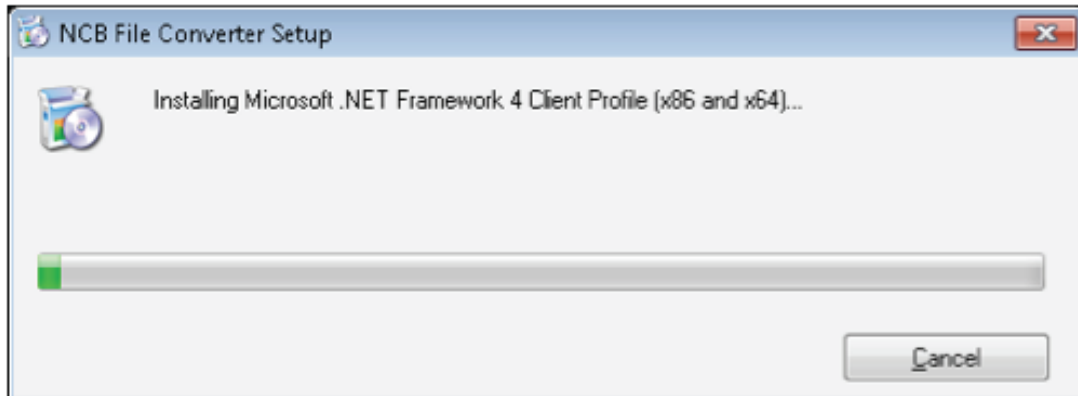 NCB File Converter Setup
Installing Microsoft .NET Framework 4 Client Profile (x86 and x64)...
Cancel